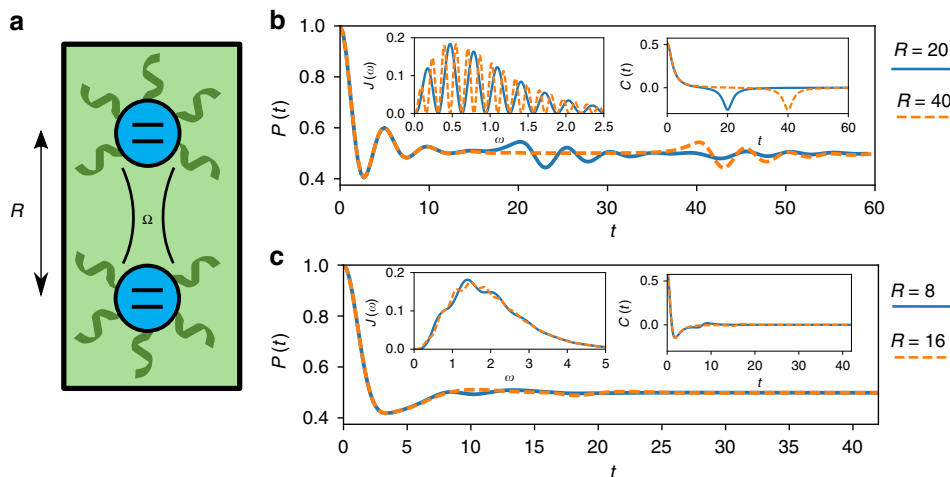 a
R
Ω
b
1.0
0.8
0.6
0.4
P(t)
0 10 20 30 40 50 60
t
0.2
0.1
0.0
J(ω)
0.0 0.5 1.0 1.5 2.0 2.5
ω
0.5
0.0
C(t)
0 20 40 60
t
R = 20
R = 40
c
1.0
0.8
0.6
0.4
P(t)
0 5 10 15 20 25 30 35 40
t
0.2
0.1
0.0
J(ω)
0 1 2 3 4 5
ω
0.5
0.0
C(t)
0 10 20 30 40
t
R = 8
R = 16